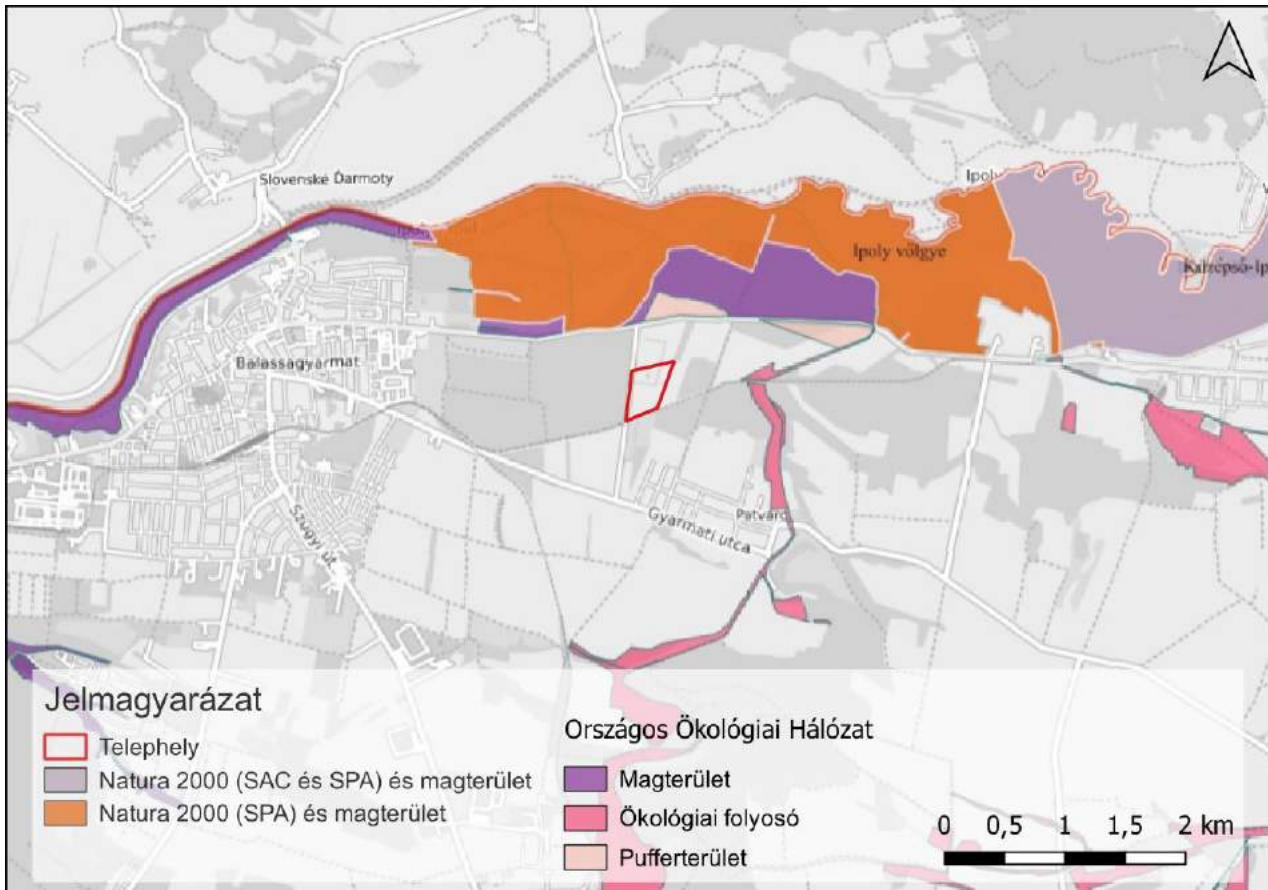 Slovenské Ďarmoty
Ipoly
Ipoly völgye
Balassagyarmat
Szügyi út
Gyarmati utca
Patvarc
Jelmagyarázat
Telephely
Natura 2000 (SAC és SPA) és magterület
Natura 2000 (SPA) és magterület
Országos Ökológiai Hálózat
Magterület
Ökológiai folyosó
Pufferterület
0 0,5 1 1,5 2 km